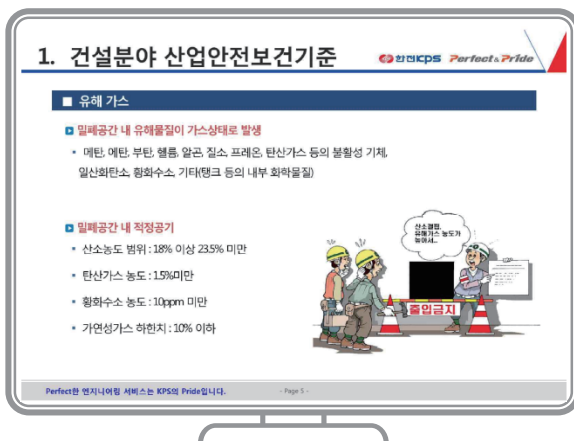 1. 건설분야 산업안전보건기준
한전KPS Perfect & Pride
■ 유해 가스
밀폐공간 내 유해물질이 가스상태로 발생
▪ 메탄, 에탄, 부탄, 헬륨, 알곤, 질소, 프레온, 탄산가스 등의 불활성 기체,
일산화탄소, 황화수소, 기타(탱크 등의 내부 화학물질)
밀폐공간 내 적정공기
▪ 산소농도 범위 : 18% 이상 23.5% 미만
▪ 탄산가스 농도 : 1.5%미만
▪ 황화수소 농도 : 10ppm 미만
▪ 가연성가스 하한치 : 10% 이하
산소결핍,
유해가스 농도가
높아서...
출입금지
Perfect한 엔지니어링 서비스는 KPS의 Pride입니다.
- Page 5 -